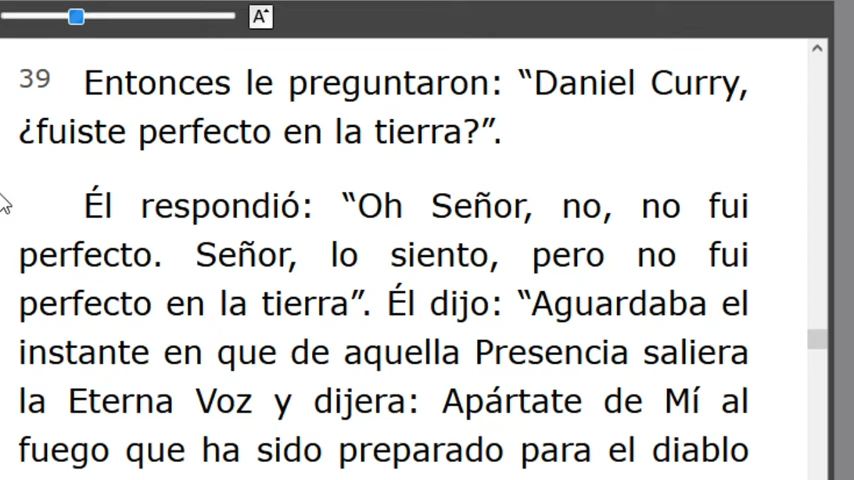 A
39 Entonces le preguntaron: “Daniel Curry,
¿fuiste perfecto en la tierra?”.
Él respondió: “Oh Señor, no, no fui
perfecto. Señor, lo siento, pero no fui
perfecto en la tierra”. Él dijo: “Aguardaba el
instante en que de aquella Presencia saliera
la Eterna Voz y dijera: Apártate de Mí al
fuego que ha sido preparado para el diablo